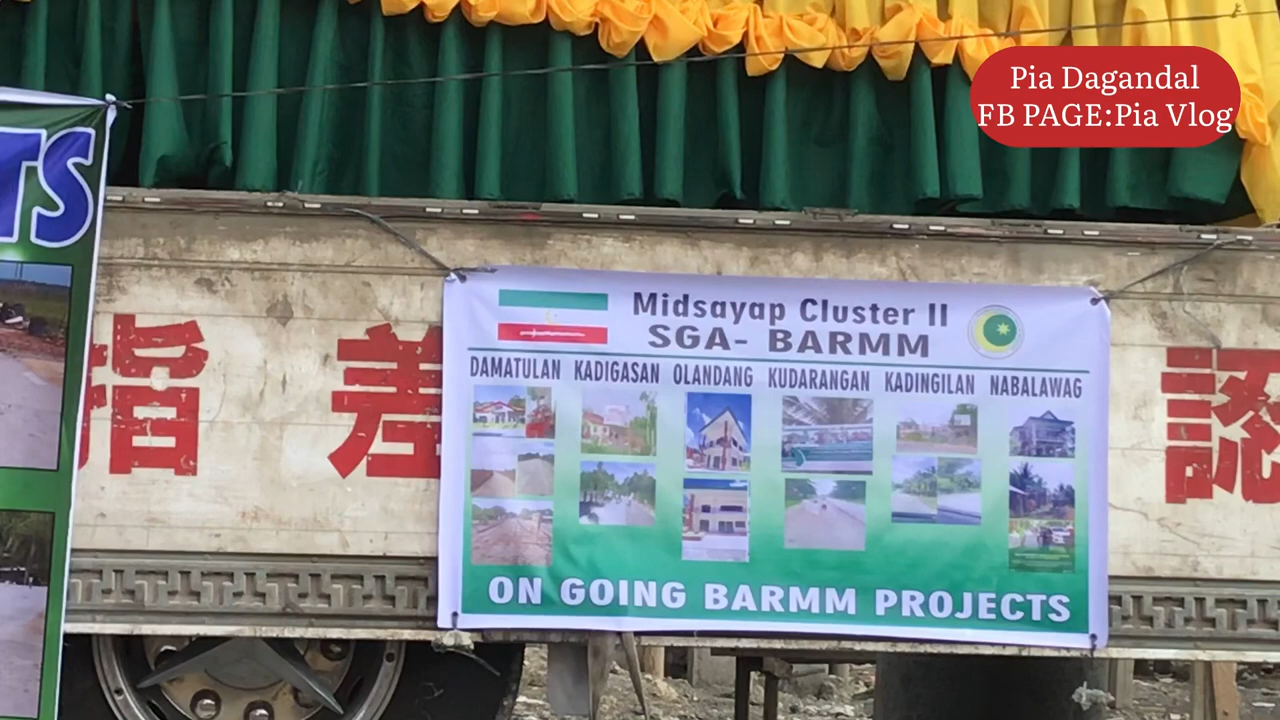 Pia Dagandal
FB PAGE:Pia Vlog
TS
指 差 認
Midsayap Cluster II
SGA- BARMM
DAMATULAN KADIGASAN OLANDANG KUDARANGAN KADINGILAN NABALAWAG
ON GOING BARMM PROJECTS